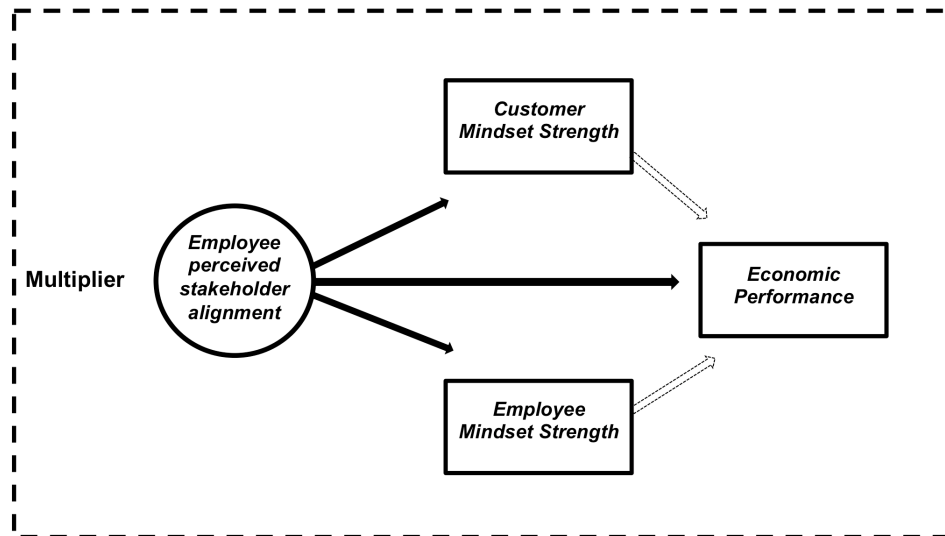 Customer
Mindset Strength
Multiplier
Employee
perceived
stakeholder
alignment
Economic
Performance
Employee
Mindset Strength